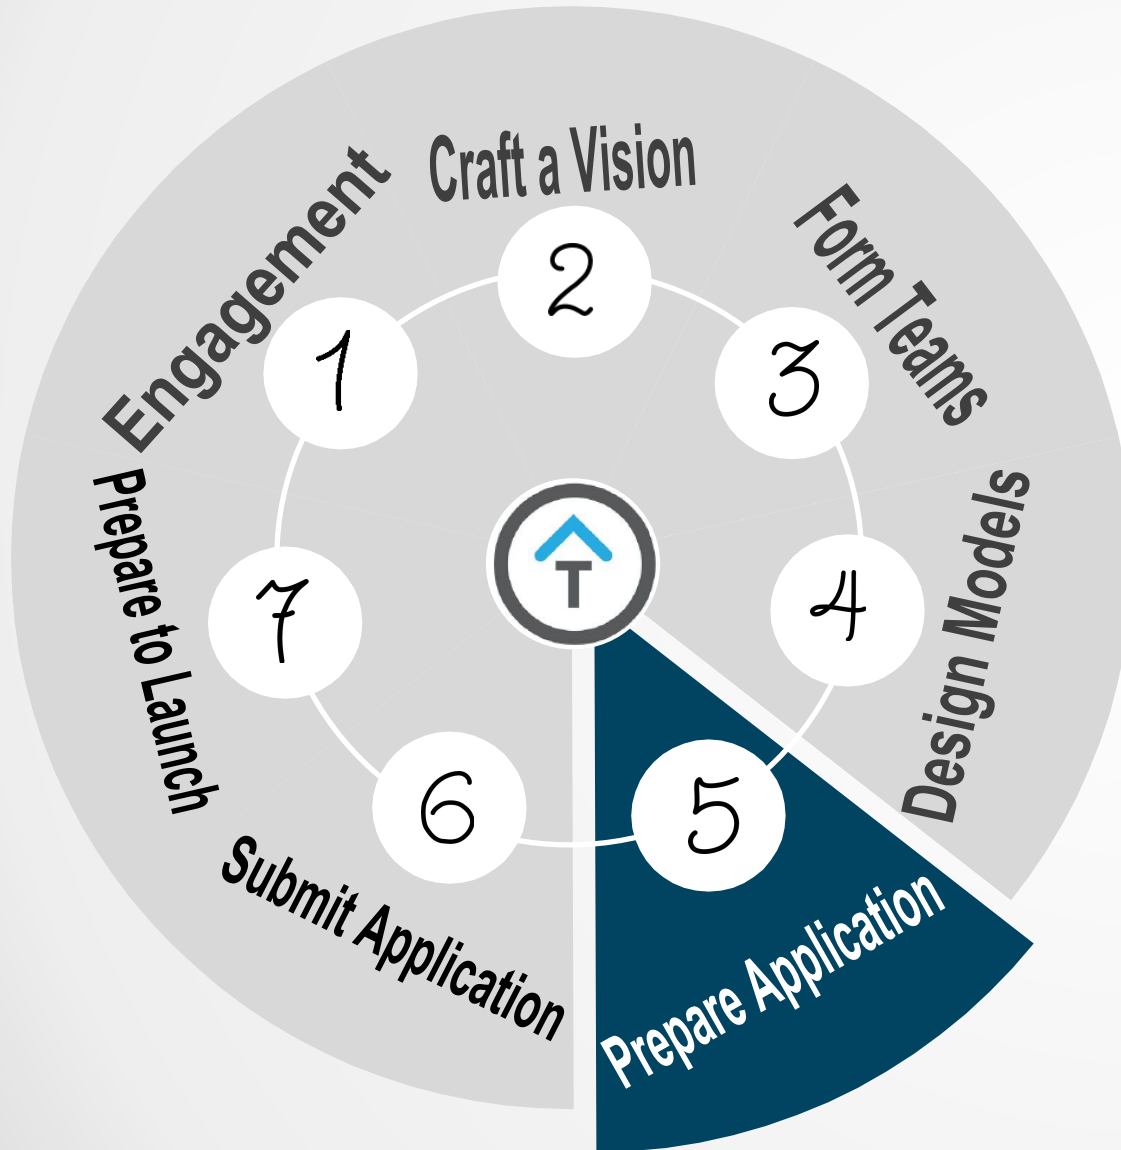 Engagement
1
Craft a Vision
2
Form Teams
3
Design Models
4
Prepare Application
5
Submit Application
6
Prepare to Launch
7
T